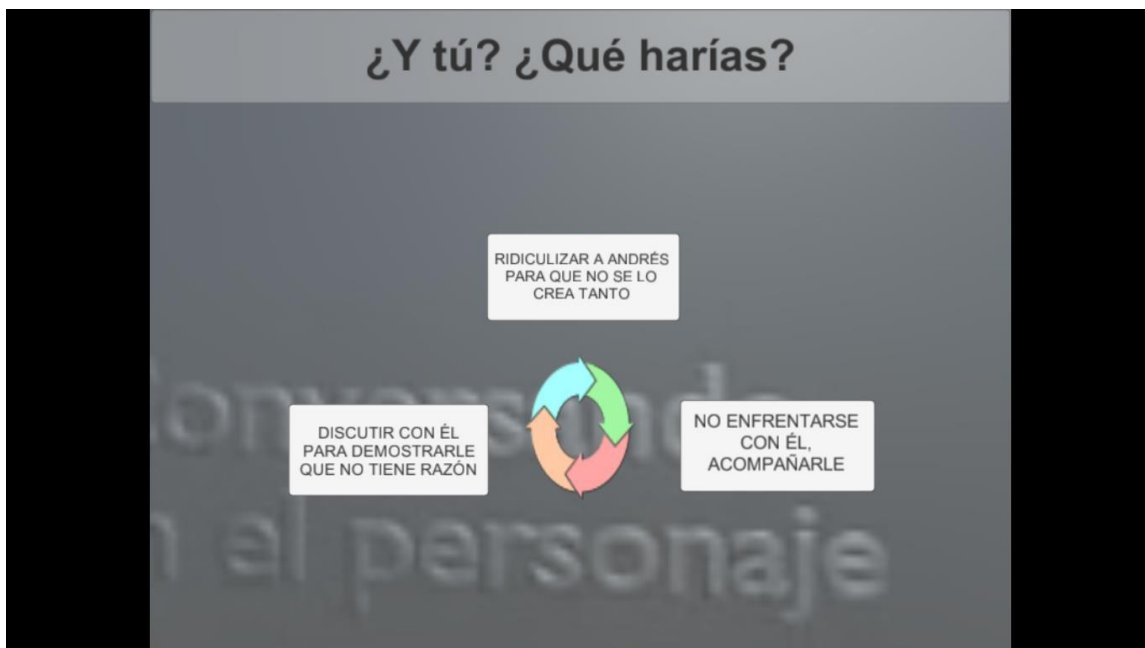 ¿Y tú? ¿Qué harías?
RIDICULIZAR A ANDRÉS
PARA QUE NO SE LO
CREA TANTO
DISCUTIR CON ÉL
PARA DEMOSTRARLE
QUE NO TIENE RAZÓN
NO ENFRENTARSE
CON ÉL,
ACOMPAÑARLE
el personaje